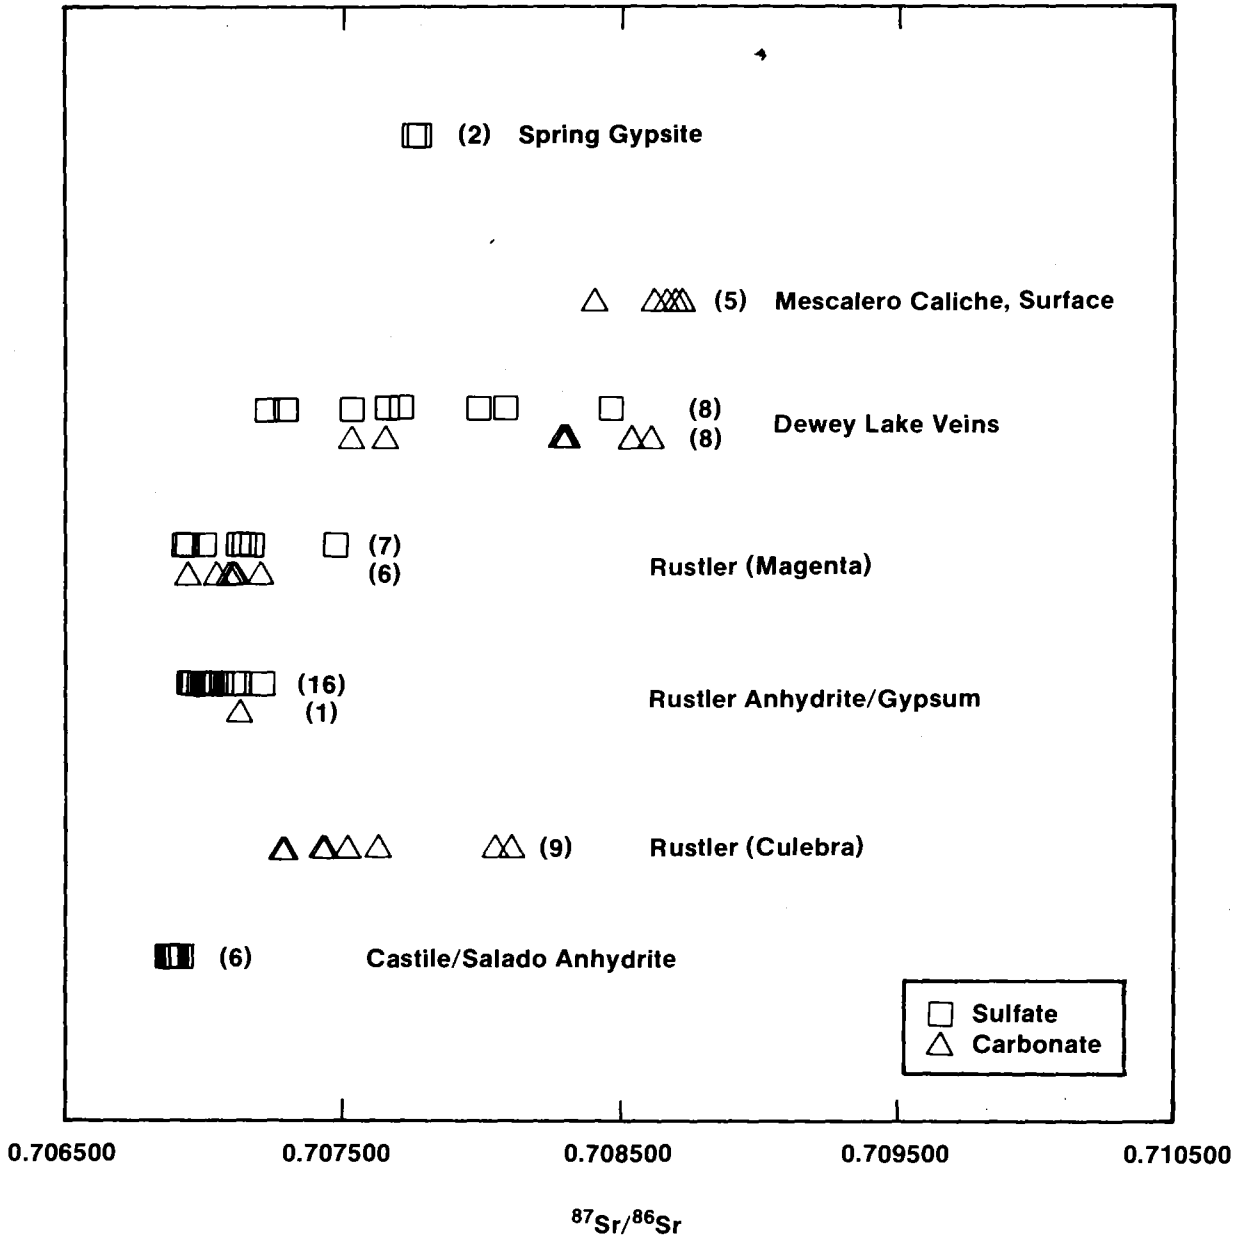 (2) Spring Gypsite
(5) Mescalero Caliche, Surface
(8)
(8)
Dewey Lake Veins
(7)
(6)
Rustler (Magenta)
(16)
(1)
Rustler Anhydrite/Gypsum
(9) Rustler (Culebra)
(6) Castile/Salado Anhydrite
Sulfate
Carbonate
0.706500 0.707500 0.708500 0.709500 0.710500
⁸⁷Sr/⁸⁶Sr